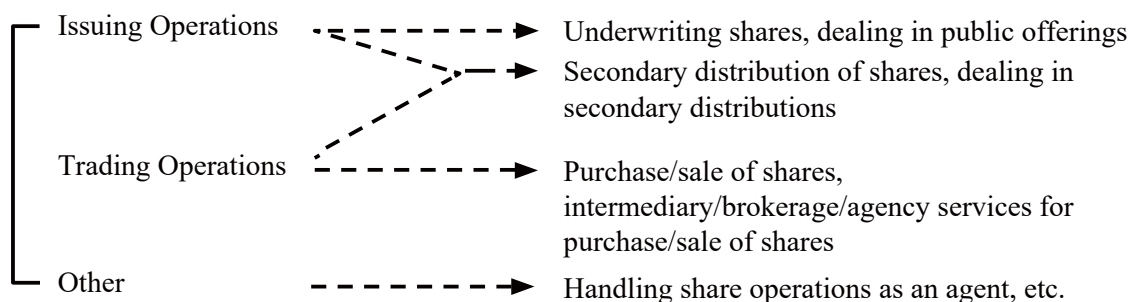 Issuing Operations
Underwriting shares, dealing in public offerings
Secondary distribution of shares, dealing in
secondary distributions
Trading Operations
Purchase/sale of shares,
intermediary/brokerage/agency services for
purchase/sale of shares
Other
Handling share operations as an agent, etc.